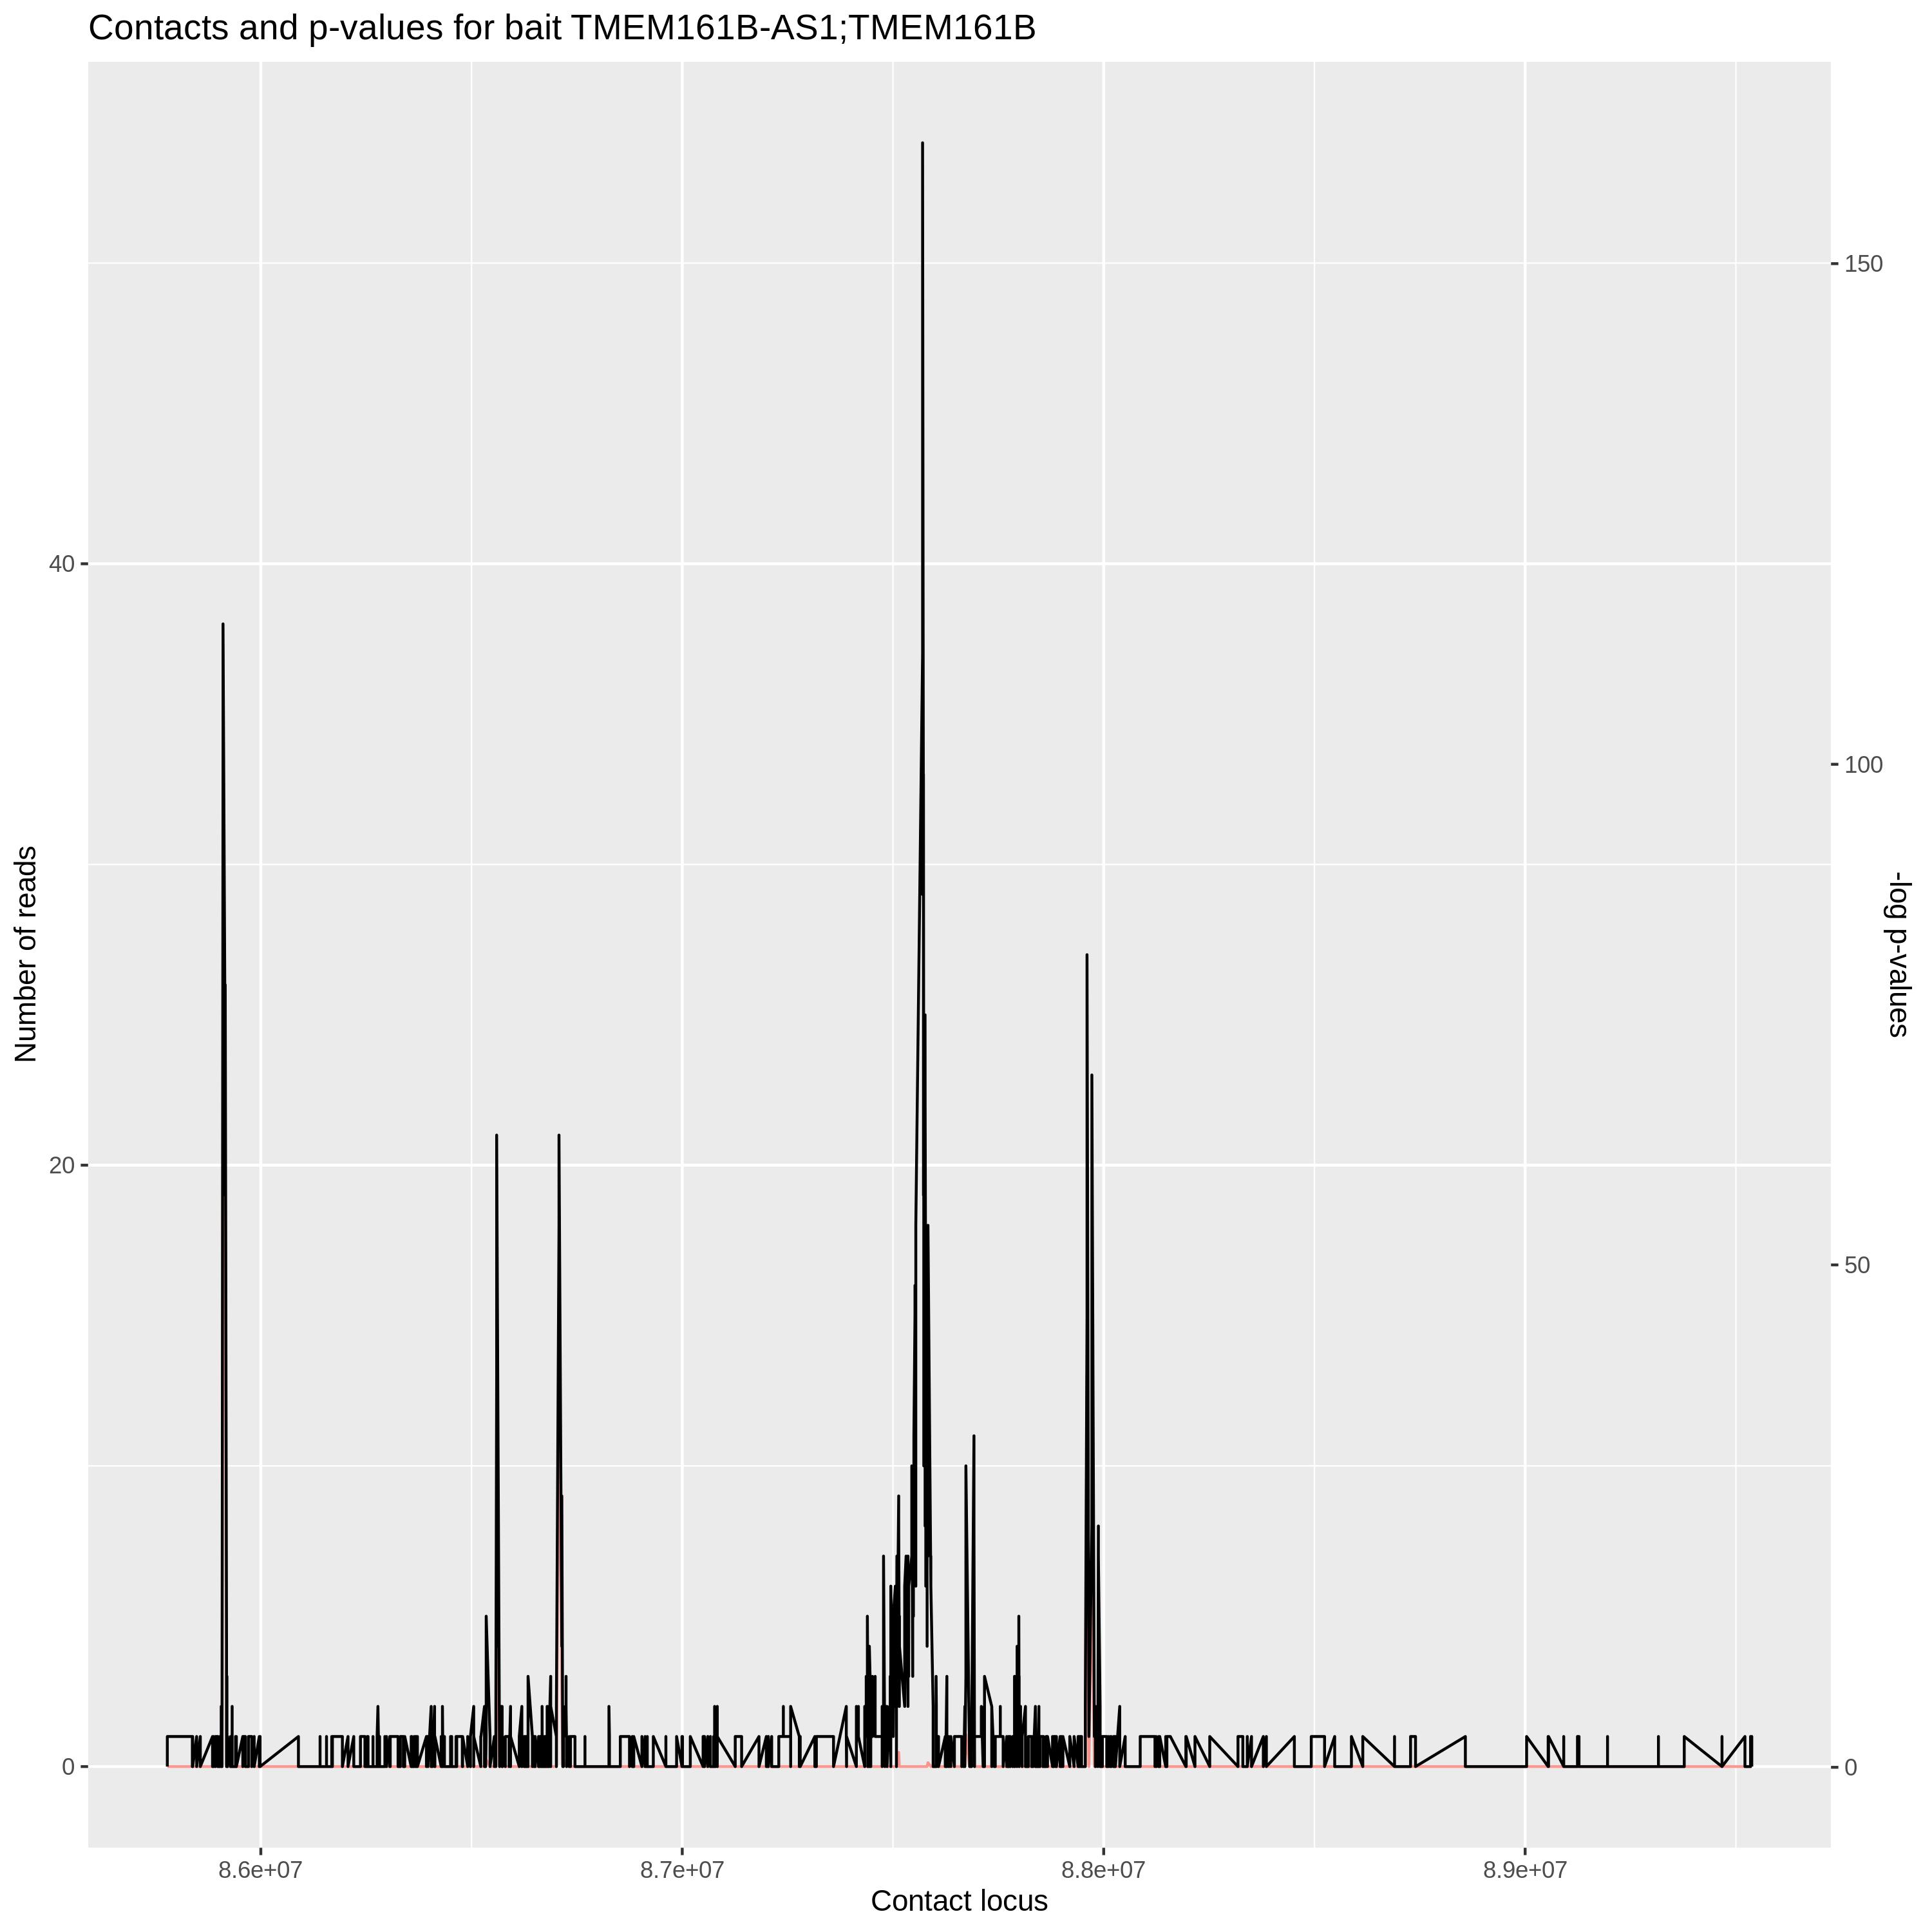 Contacts and p-values for bait TMEM161B-AS1;TMEM161B
Number of reads
40
20
0
150
100
50
0
-log p-values
8.6e+07 8.7e+07 8.8e+07 8.9e+07
Contact locus